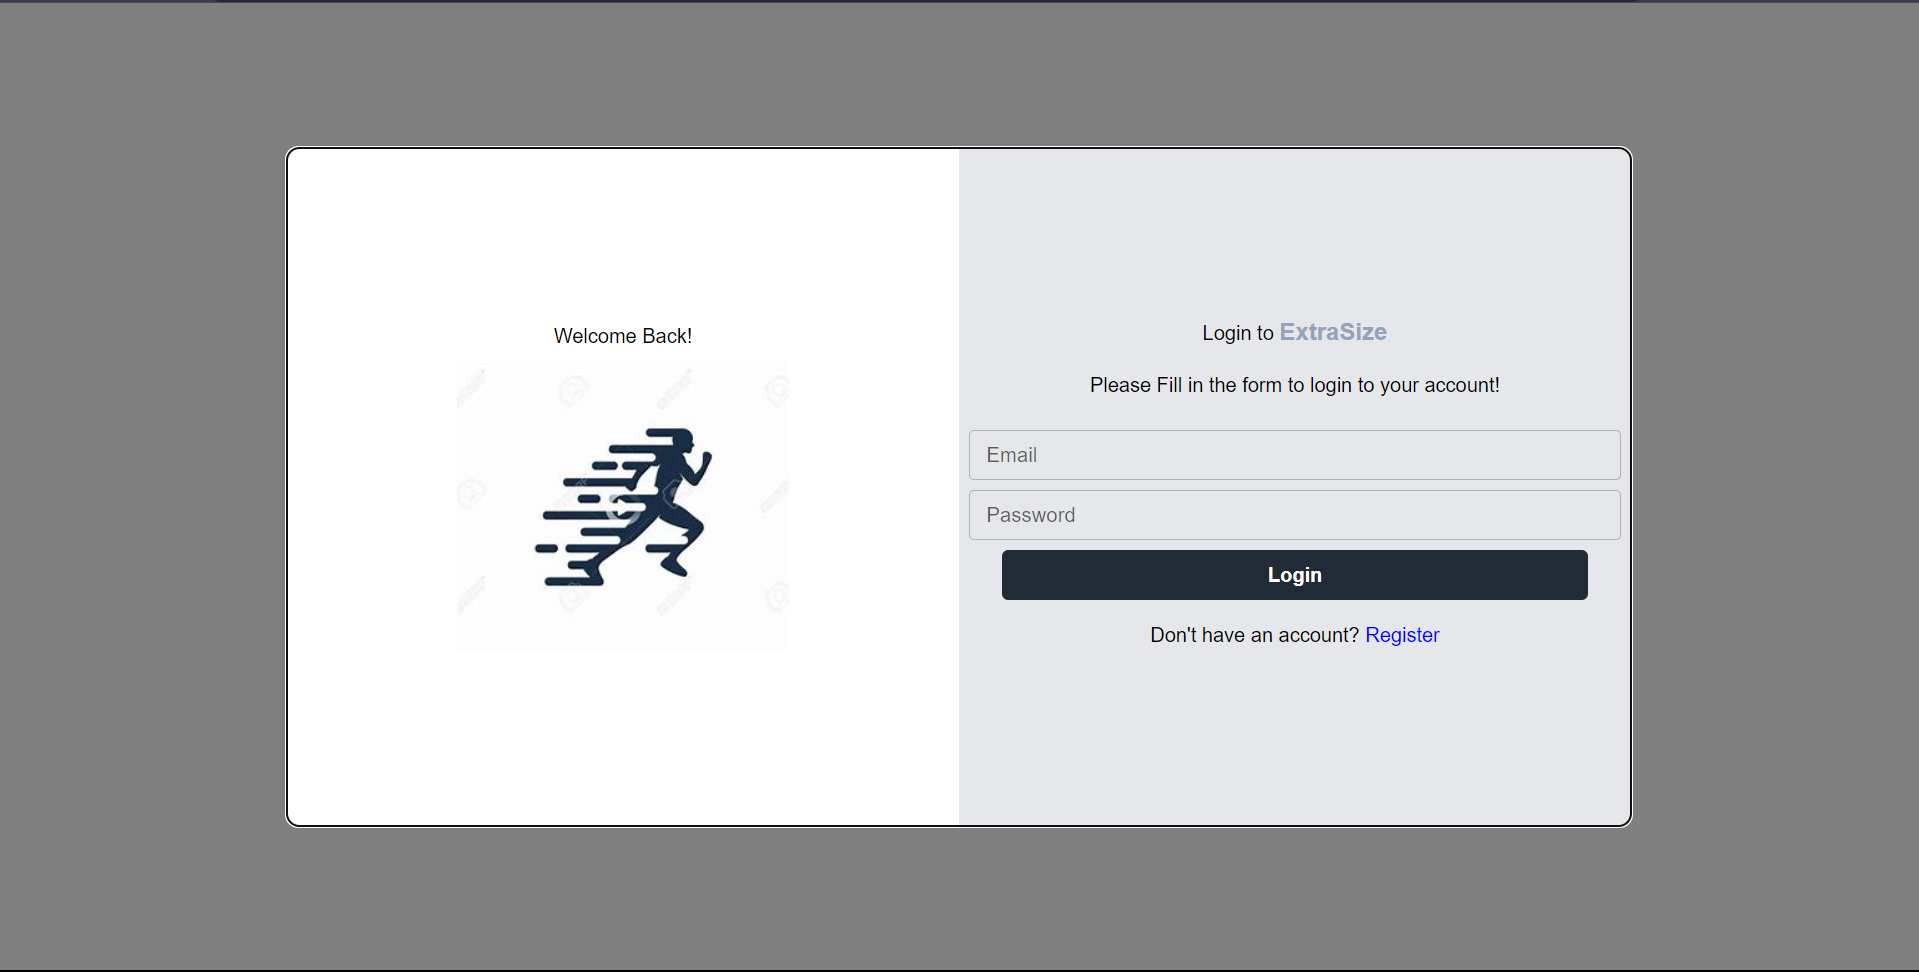 Welcome Back!
Login to ExtraSize
Please Fill in the form to login to your account!
Email
Password
Login
Don't have an account? Register